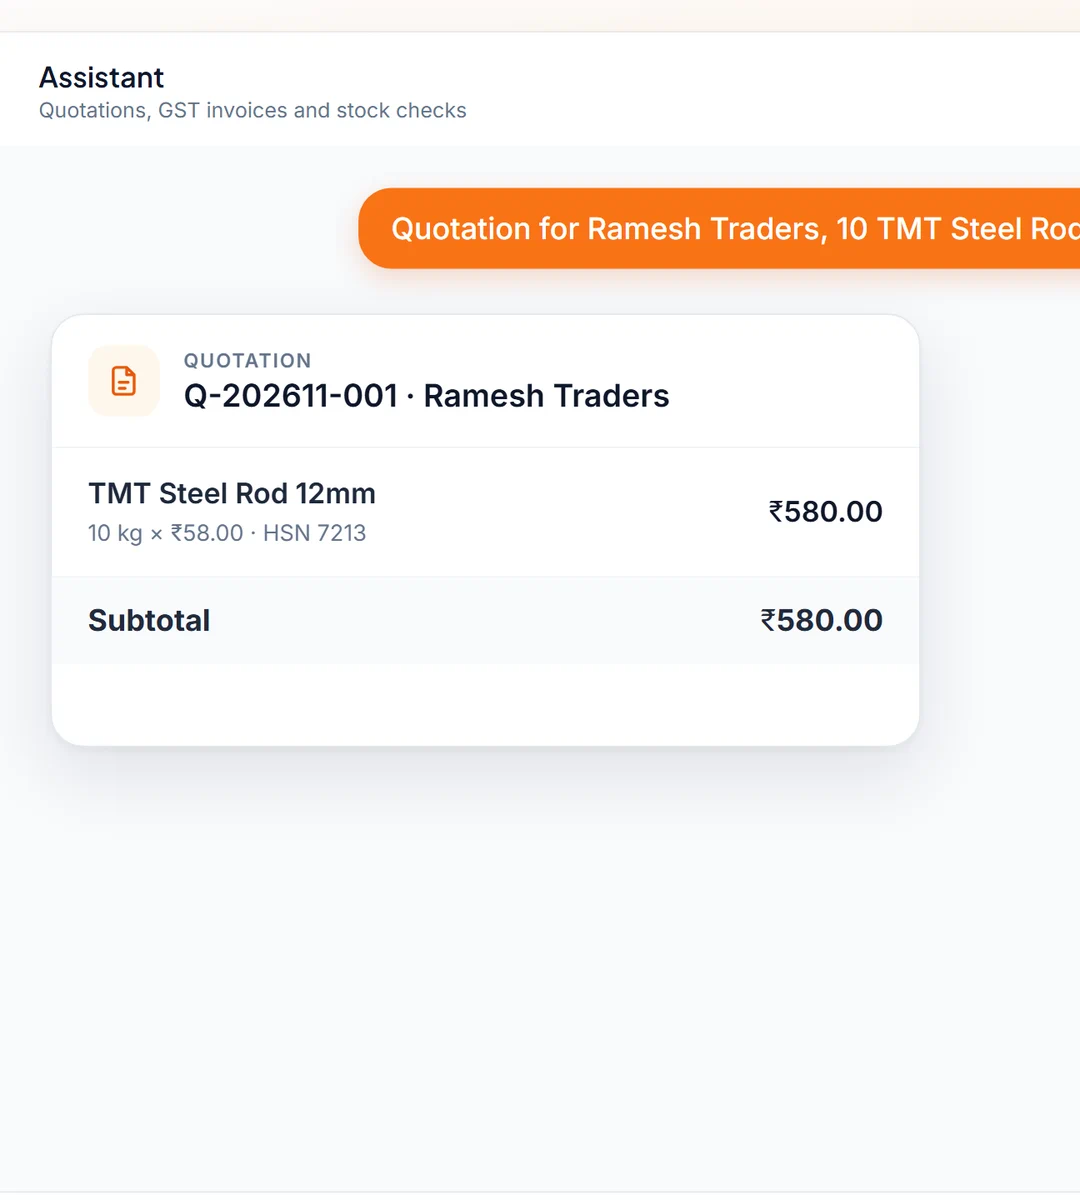 Assistant
Quotations, GST invoices and stock checks
Quotation for Ramesh Traders, 10 TMT Steel
QUOTATION
Q-202611-001 · Ramesh Traders
TMT Steel Rod 12mm
₹580.00
10 kg × ₹58.00 · HSN 7213
Subtotal
₹580.00